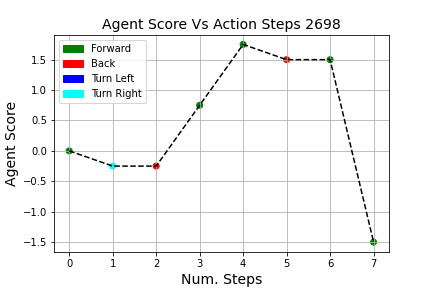 Agent Score Vs Action Steps 2698
Forward
Back
Turn Left
Turn Right
Agent Score
1.5
1.0
0.5
0.0
−0.5
−1.0
−1.5
0 1 2 3 4 5 6 7
Num. Steps